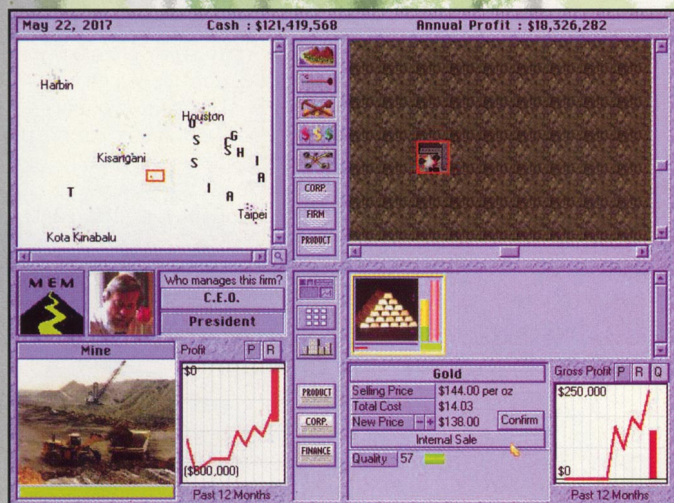 May 22, 2017 Cash : $121,419,568 Annual Profit : $18,326,282
Harbin
Houston
Kisangani
Taipei
Kota Kinabalu
CORP.
FIRM
PRODUCT
MEM
Who manages this firm?
C.E.O.
President
Mine
Profit P R
$0
($800,000)
Past 12 Months
PRODUCT
CORP.
FINANCE
Gold
Selling Price $144.00 per oz
Total Cost $14.03
New Price - + $138.00 Confirm
Internal Sale
Quality 57
Gross Profit P R Q
$250,000
$0
Past 12 Months